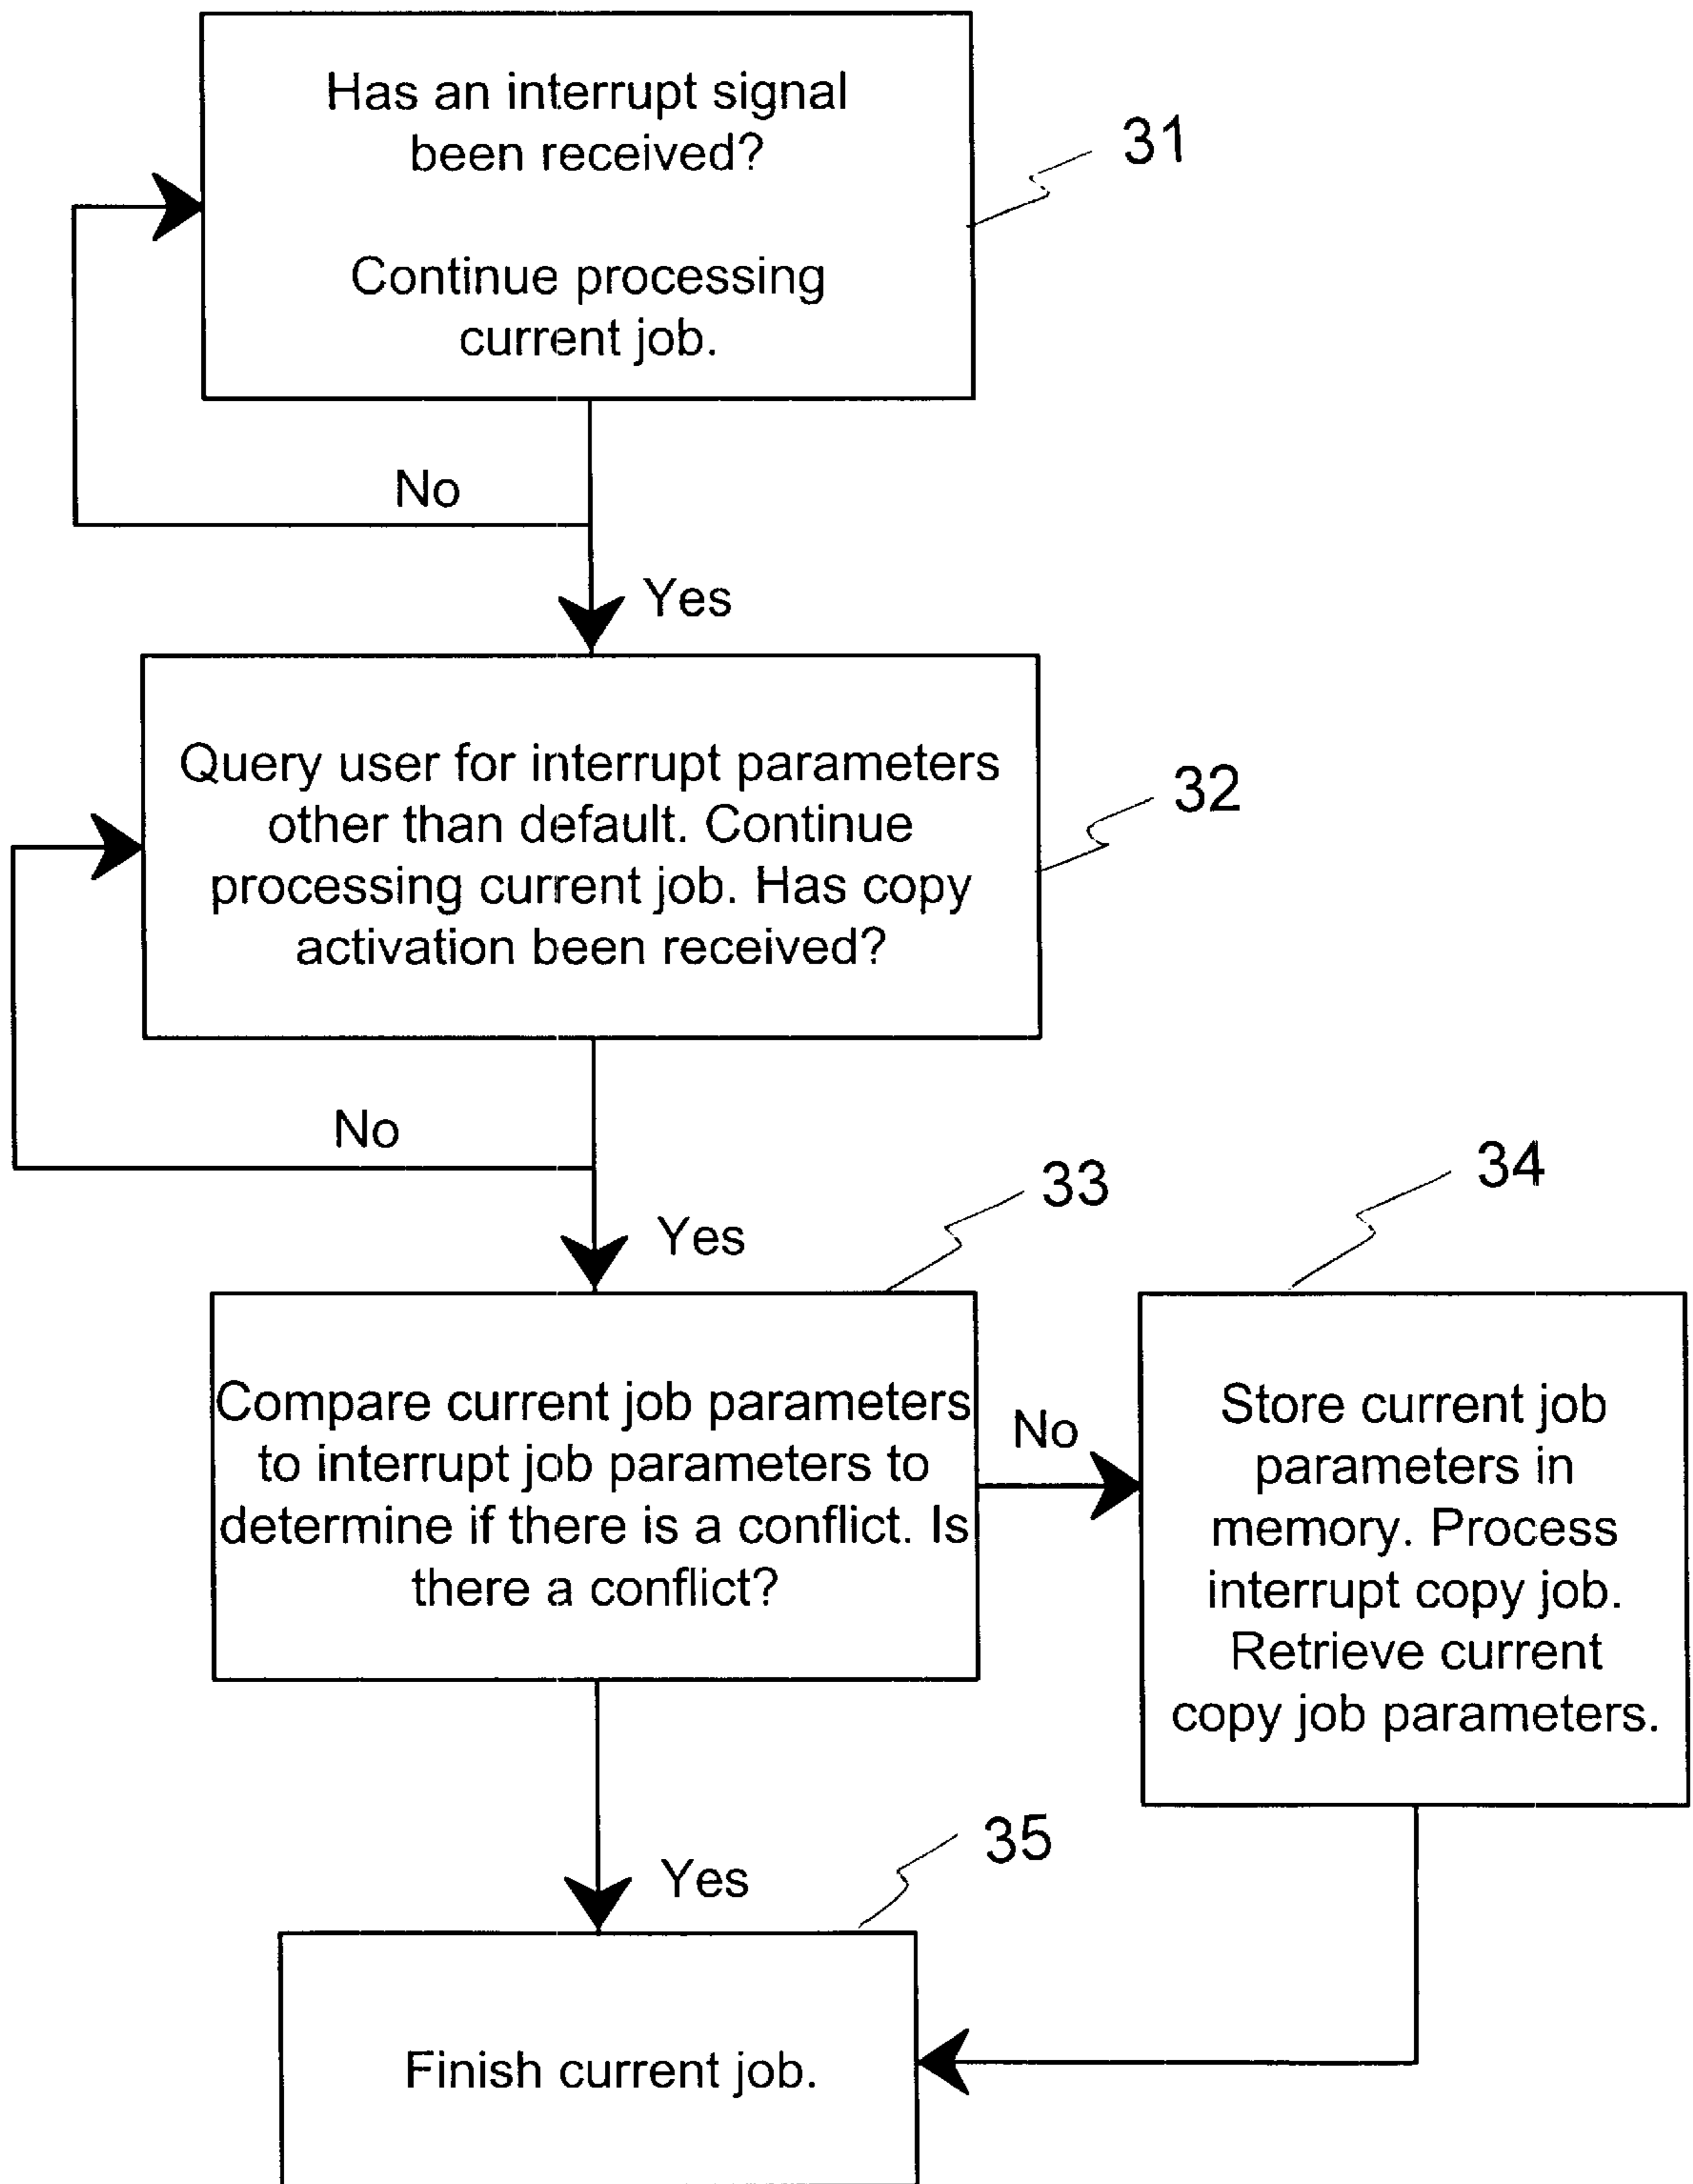 Has an interrupt signal
been received?
31
Continue processing
current job.
No
Yes
Query user for interrupt parameters
other than default. Continue
processing current job. Has copy
activation been received?
32
No
Yes
33
Compare current job parameters
to interrupt job parameters to
determine if there is a conflict. Is
there a conflict?
No
34
Store current job
parameters in
memory. Process
interrupt copy job.
Retrieve current
copy job parameters.
Yes
35
Finish current job.